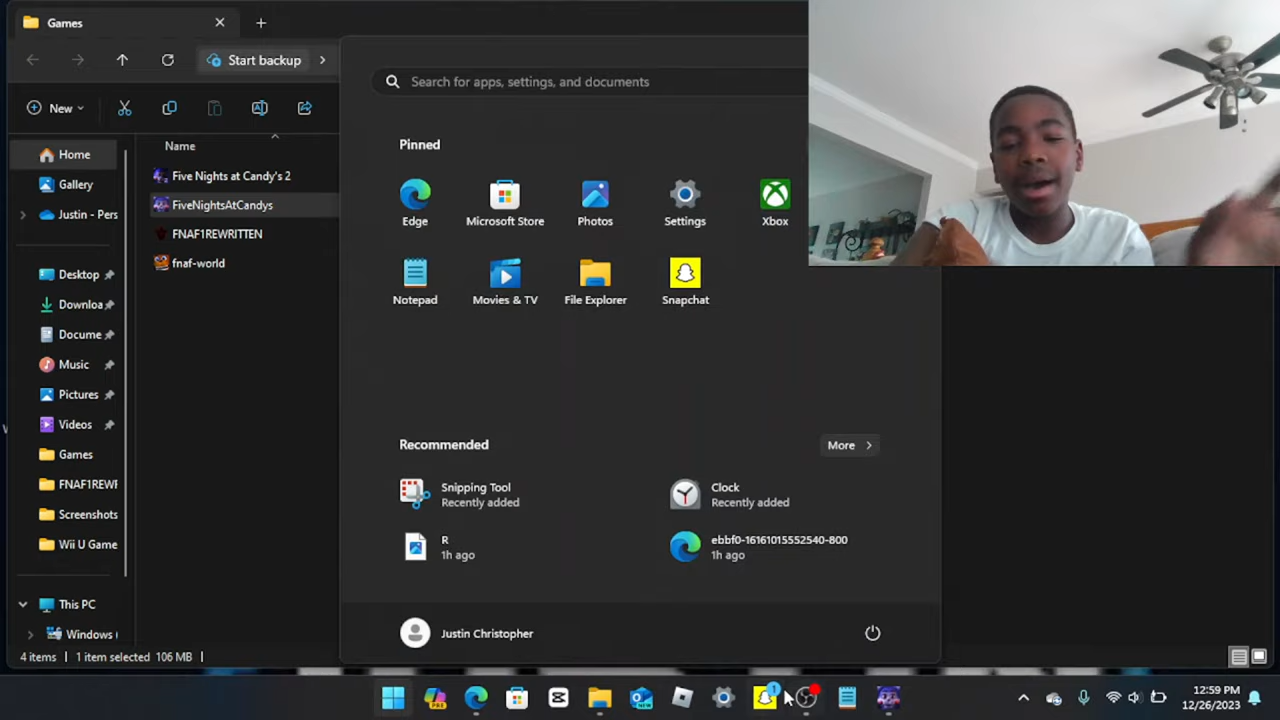 Games
Start backup
Search for apps, settings, and documents
New
Name
Pinned
Home
Gallery
Justin - Pers
Five Nights at Candy's 2
FiveNightsAtCandys
FNAF1REWRITTEN
fnaf-world
Edge
Microsoft Store
Photos
Settings
Xbox
Notepad
Movies & TV
File Explorer
Snapchat
Desktop
Downloa
Docume
Music
Pictures
Videos
Games
FNAF1REWF
Screenshots
Wii U Game
This PC
Windows (
Recommended
More
Snipping Tool
Recently added
Clock
Recently added
R
1h ago
ebbf0-16161015552540-800
1h ago
Justin Christopher
4 items
1 item selected 106 MB
PRE
NEW
1
12:59 PM
12/26/2023